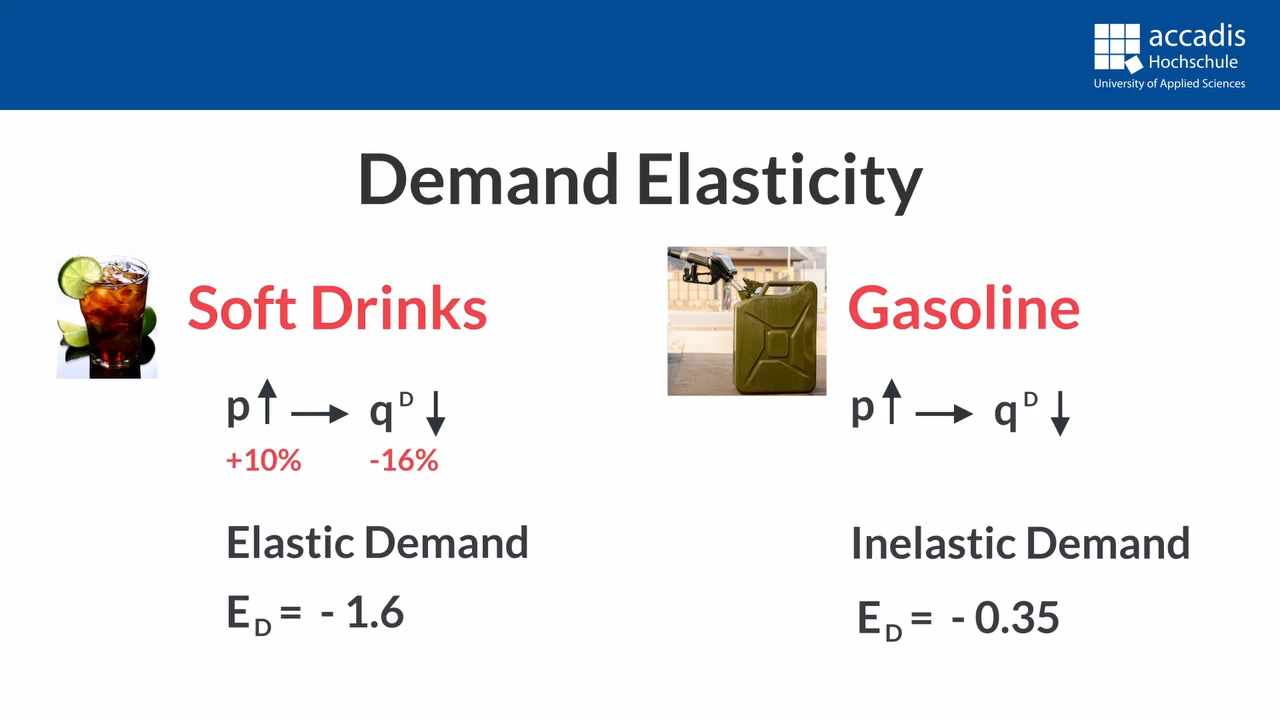 accadis
Hochschule
University of Applied Sciences
Demand Elasticity
Soft Drinks
p↑ → qᴰ ↓
+10% -16%
Elastic Demand
E_D = - 1.6
Gasoline
p↑ → qᴰ ↓
Inelastic Demand
E_D = - 0.35